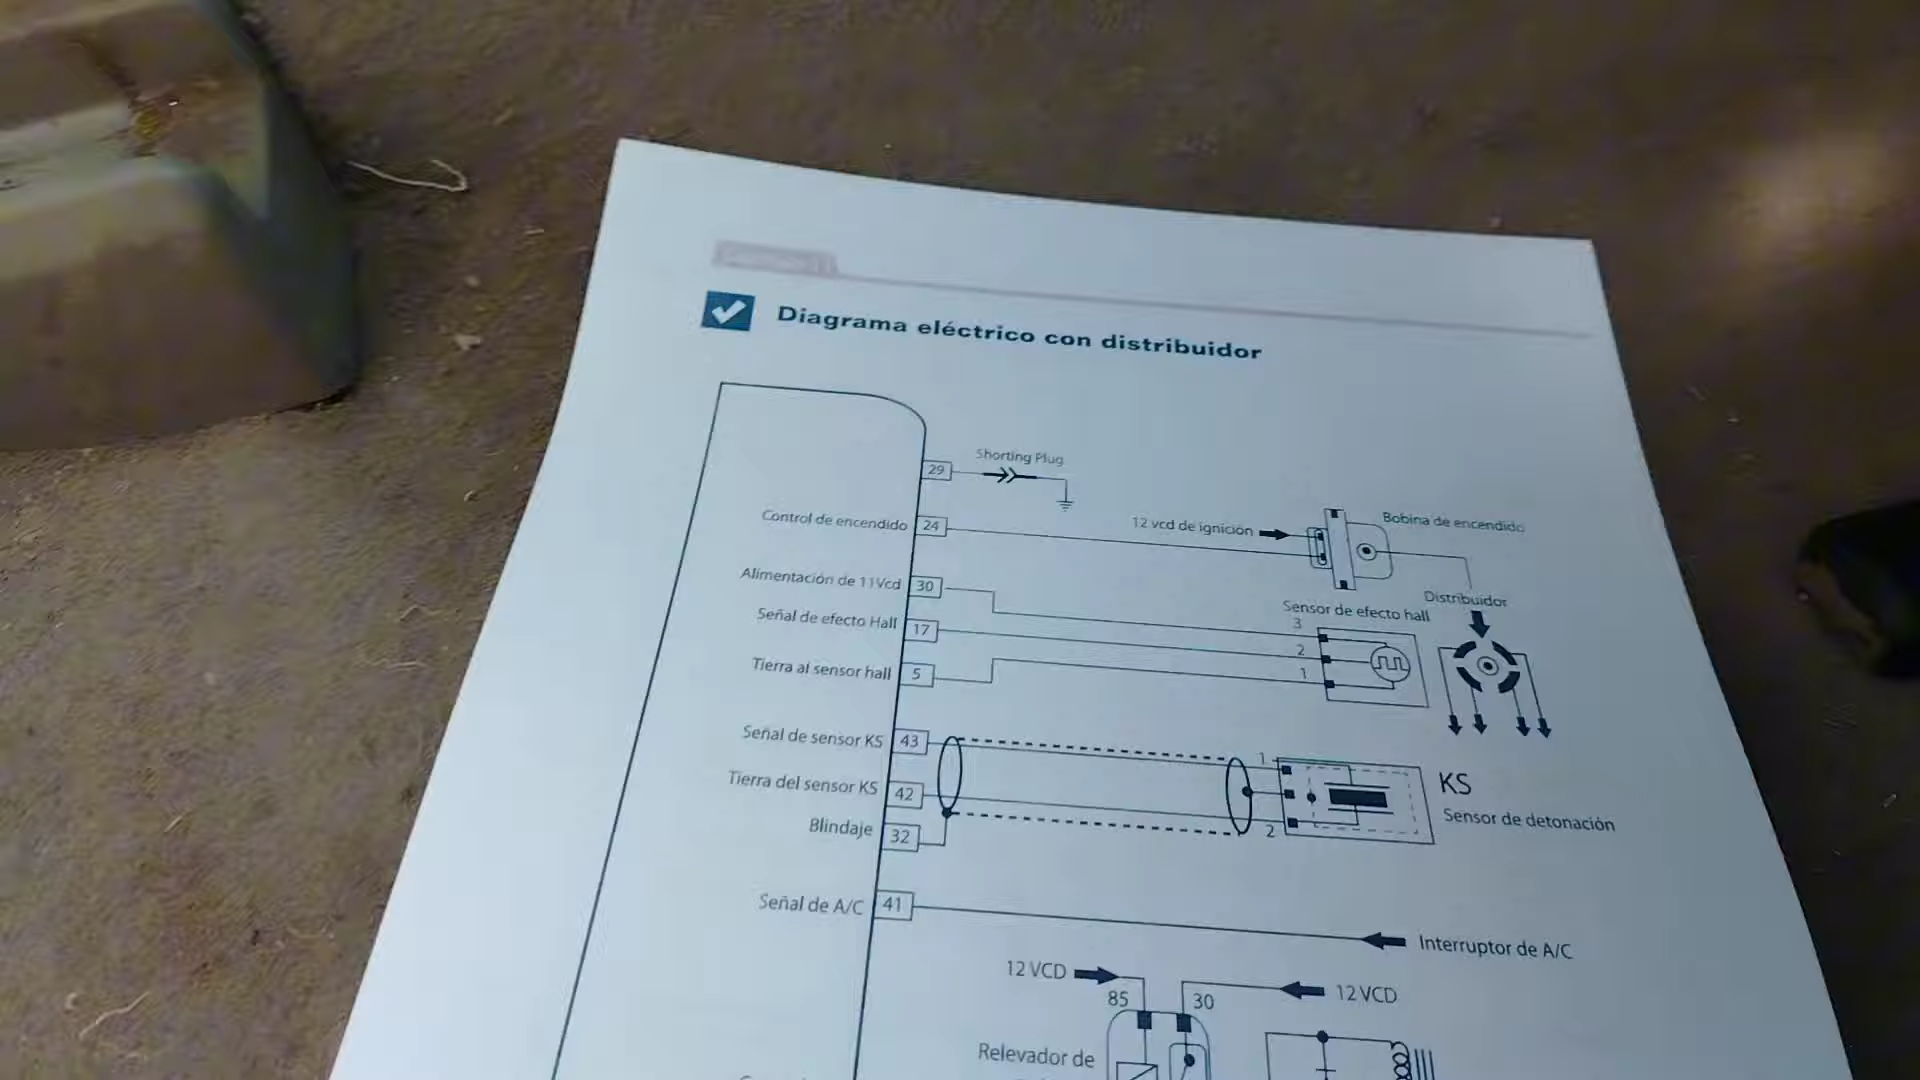 Diagrama eléctrico con distribuidor
Shorting Plug
29
Control de encendido 24
12 vcd de ignición
Bobina de encendido
Alimentación de 11Vcd 30
Distribuidor
Sensor de efecto hall
Señal de efecto Hall 17
3
2
1
Tierra al sensor hall 5
Señal de sensor KS 43
1
KS
Tierra del sensor KS 42
Sensor de detonación
2
Blindaje 32
Señal de A/C 41
Interruptor de A/C
12 VCD
12 VCD
85
30
Relevador de